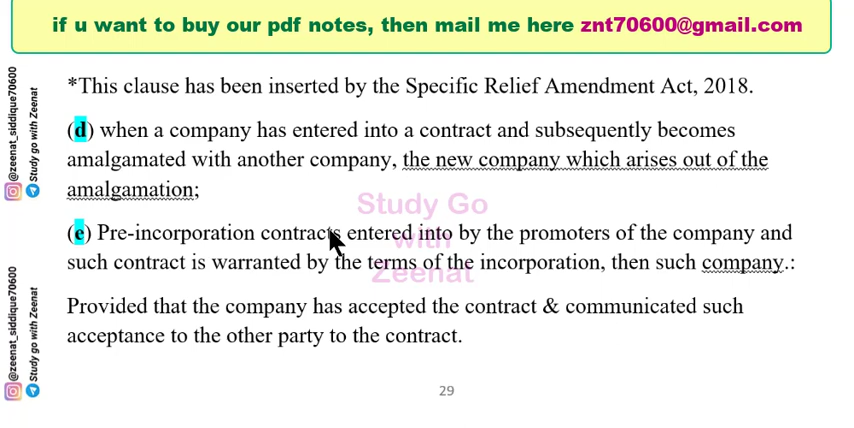 if u want to buy our pdf notes, then mail me here znt70600@gmail.com
*This clause has been inserted by the Specific Relief Amendment Act, 2018.
(d) when a company has entered into a contract and subsequently becomes
amalgamated with another company, the new company which arises out of the
amalgamation;
(e) Pre-incorporation contracts entered into by the promoters of the company and
such contract is warranted by the terms of the incorporation, then such company.:
Provided that the company has accepted the contract & communicated such
acceptance to the other party to the contract.
29
Study Go
with
Zeenat
@zeenat_siddique70600
Study go with Zeenat
@zeenat_siddique70600
Study go with Zeenat